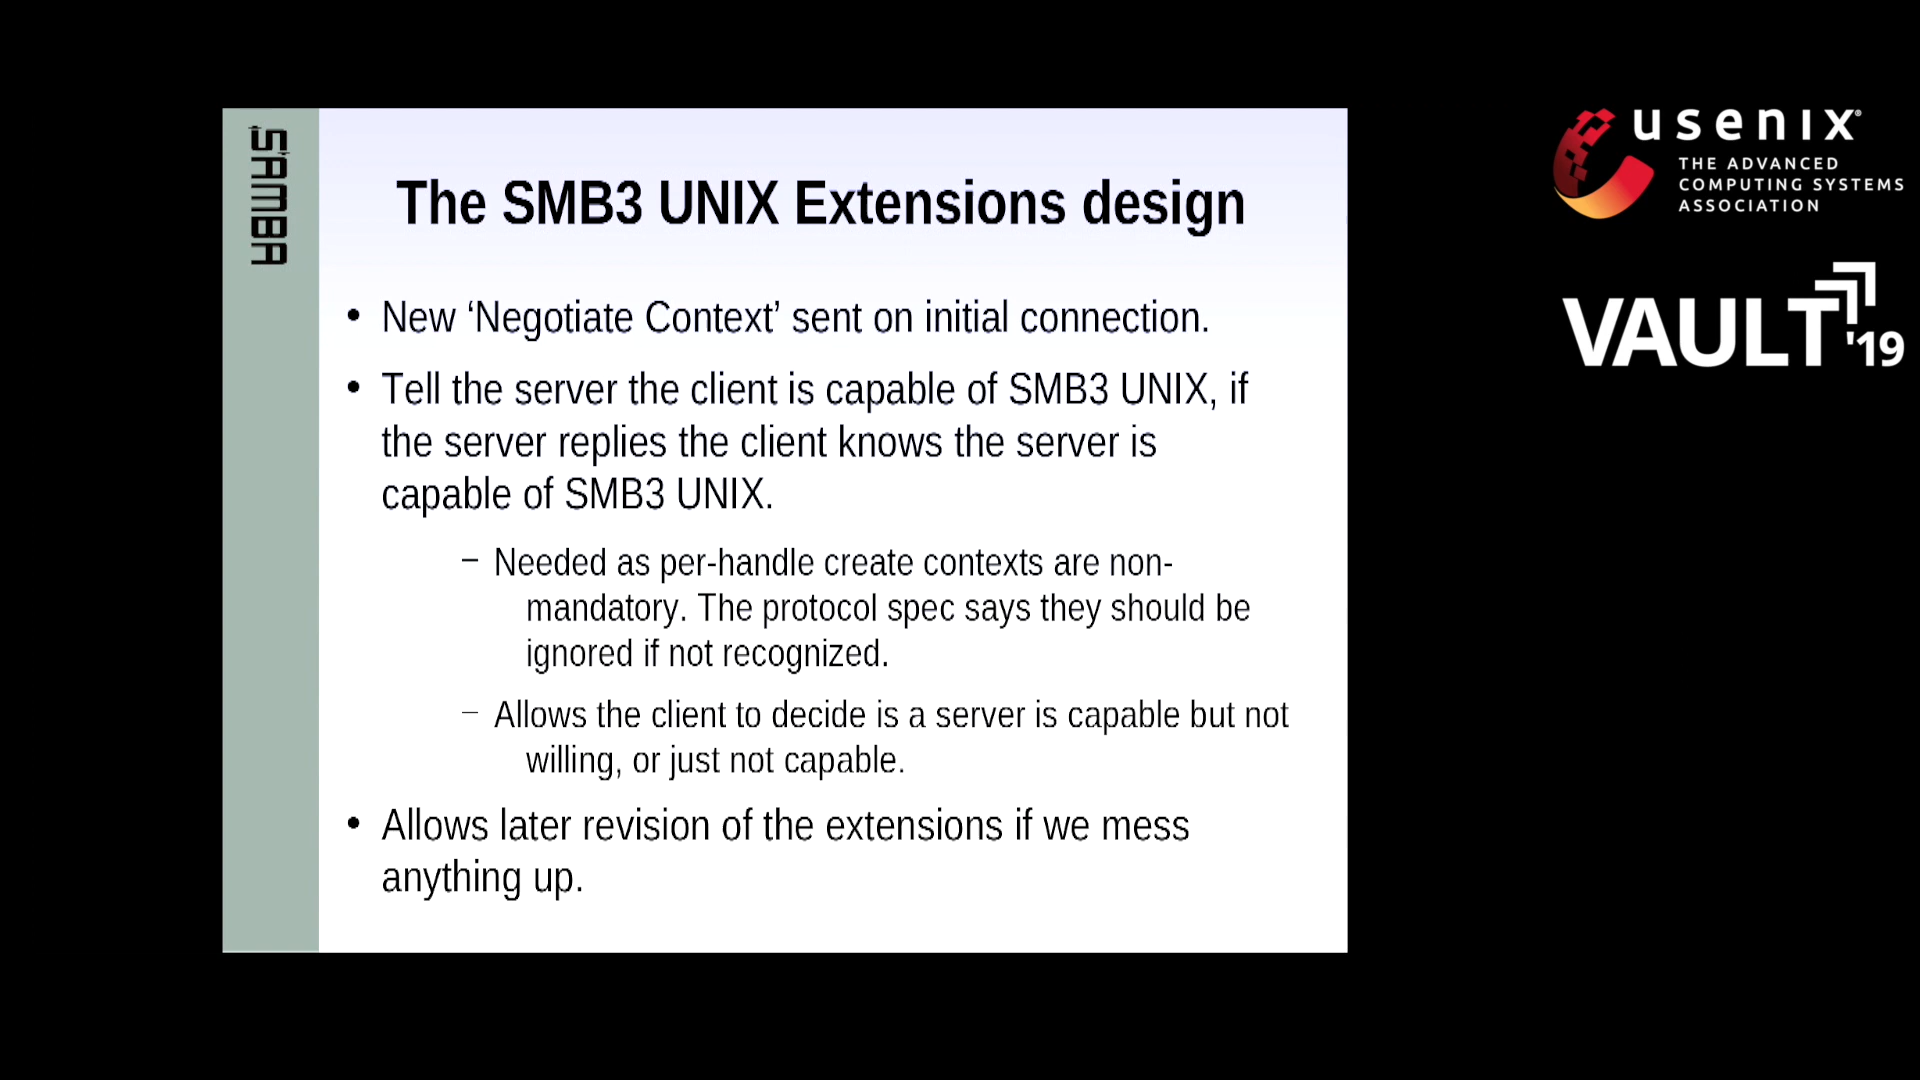 SAMBA
The SMB3 UNIX Extensions design
• New ‘Negotiate Context’ sent on initial connection.
• Tell the server the client is capable of SMB3 UNIX, if
the server replies the client knows the server is
capable of SMB3 UNIX.
– Needed as per-handle create contexts are non-
mandatory. The protocol spec says they should be
ignored if not recognized.
– Allows the client to decide is a server is capable but not
willing, or just not capable.
• Allows later revision of the extensions if we mess
anything up.
usenix®
THE ADVANCED
COMPUTING SYSTEMS
ASSOCIATION
VAULT '19